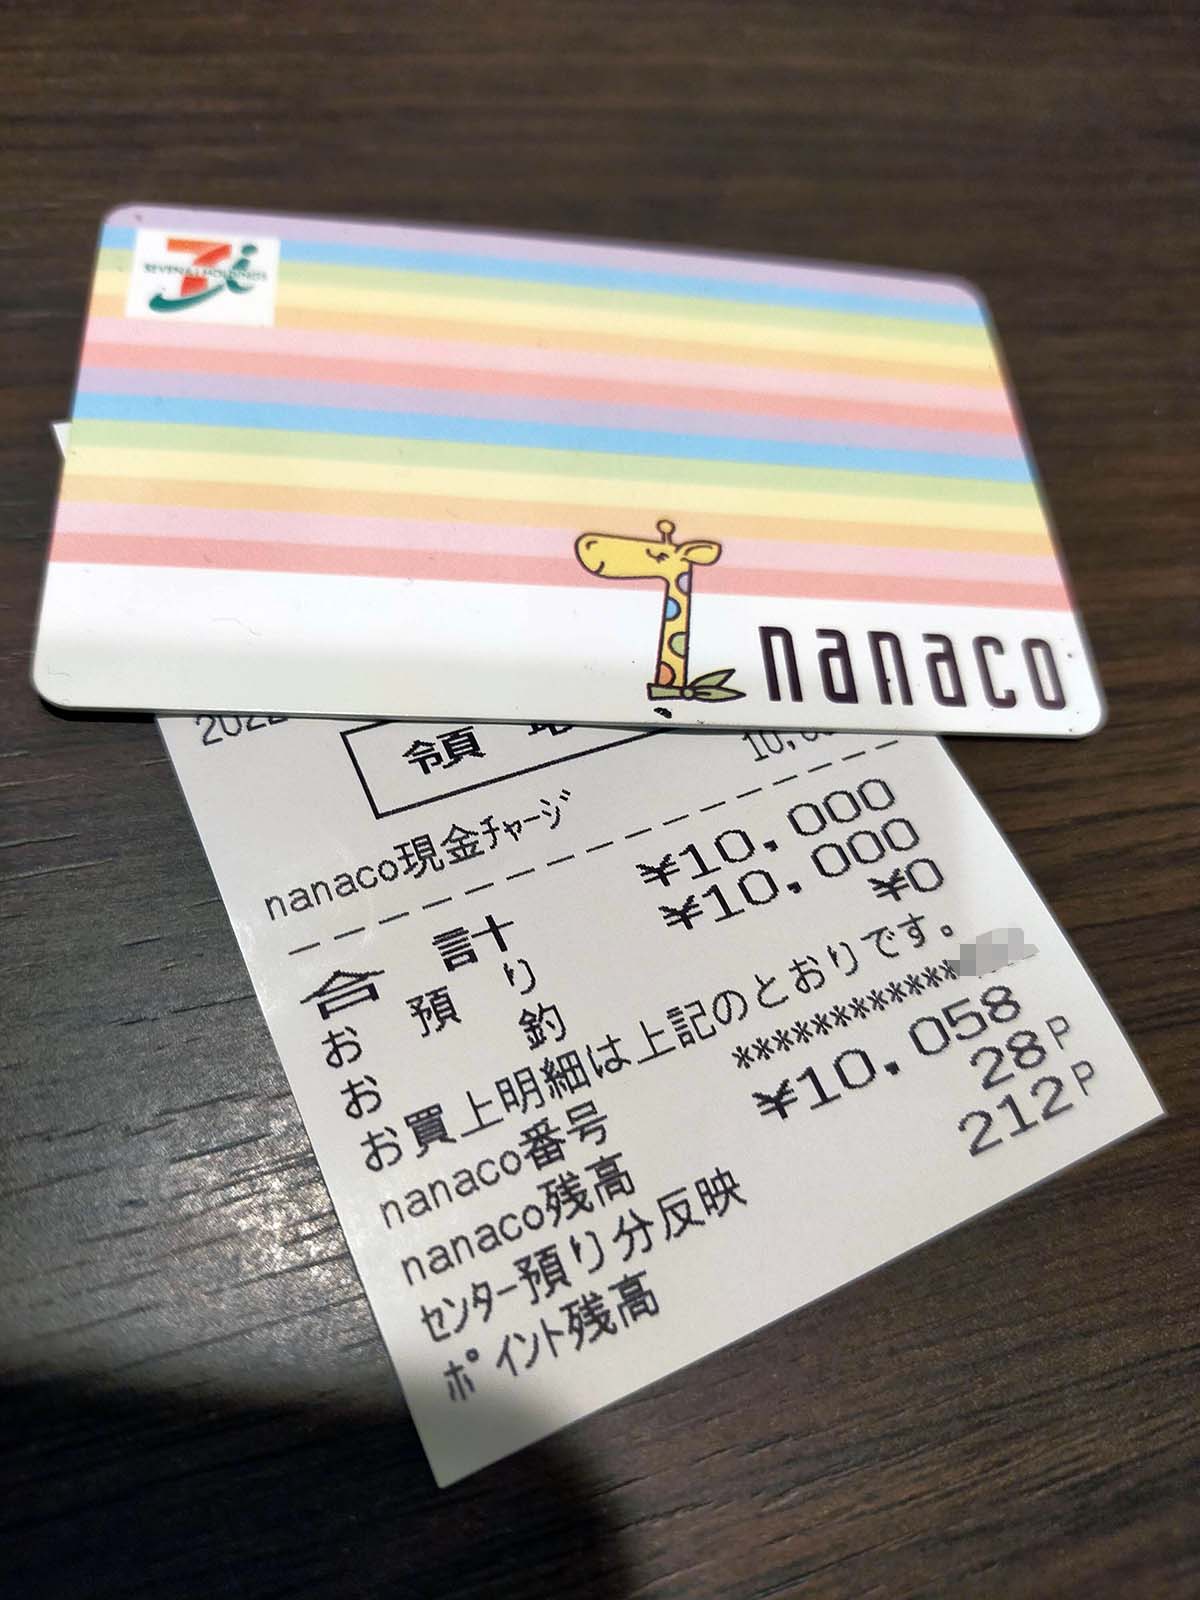 SEVEN & i HOLDINGS
nanaco
領
nanaco現金ﾁｬｰｼﾞ
合 計 ¥10,000
お 預 り ¥10,000
お 釣 ¥0
お買上明細は上記のとおりです。
nanaco番号 ************
nanaco残高 ¥10,058
ｾﾝﾀｰ預り分反映 28P
ﾎﾟｲﾝﾄ残高 212P